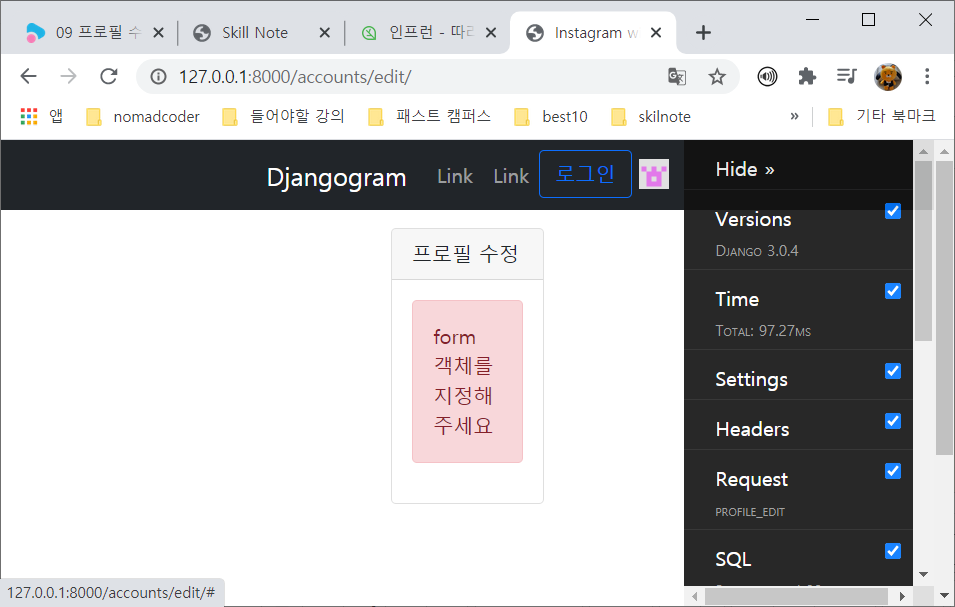 09 프로필 수
Skill Note
인프런 - 따라
Instagram w
127.0.0.1:8000/accounts/edit/
앱
nomadcoder
들어야할 강의
패스트 캠퍼스
best10
skilnote
»
기타 북마크
Djangogram
Link
Link
로그인
Hide »
Versions
Django 3.0.4
Time
Total: 97.27ms
Settings
Headers
Request
PROFILE_EDIT
SQL
프로필 수정
form
객체를
지정해
주세요
127.0.0.1:8000/accounts/edit/#